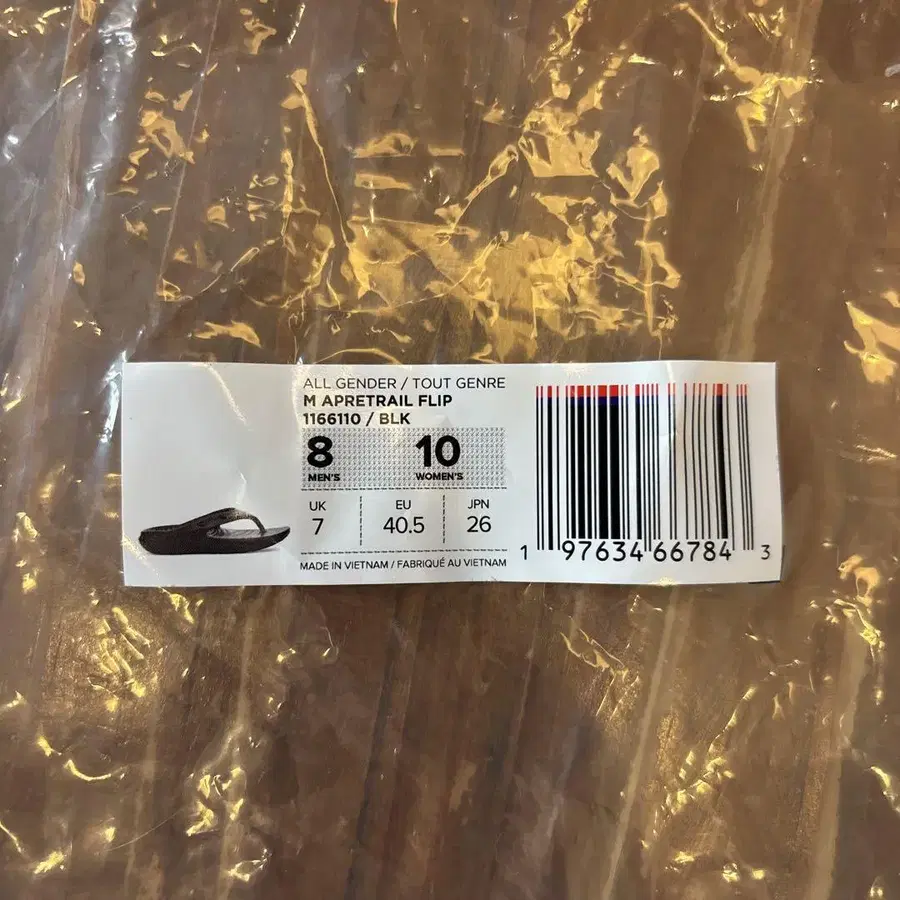 ALL GENDER / TOUT GENRE
M APRETRAIL FLIP
1166110 / BLK
8 10
MEN'S WOMEN'S
UK EU JPN
7 40.5 26
MADE IN VIETNAM / FABRIQUÉ AU VIETNAM
1 97634 66784 3